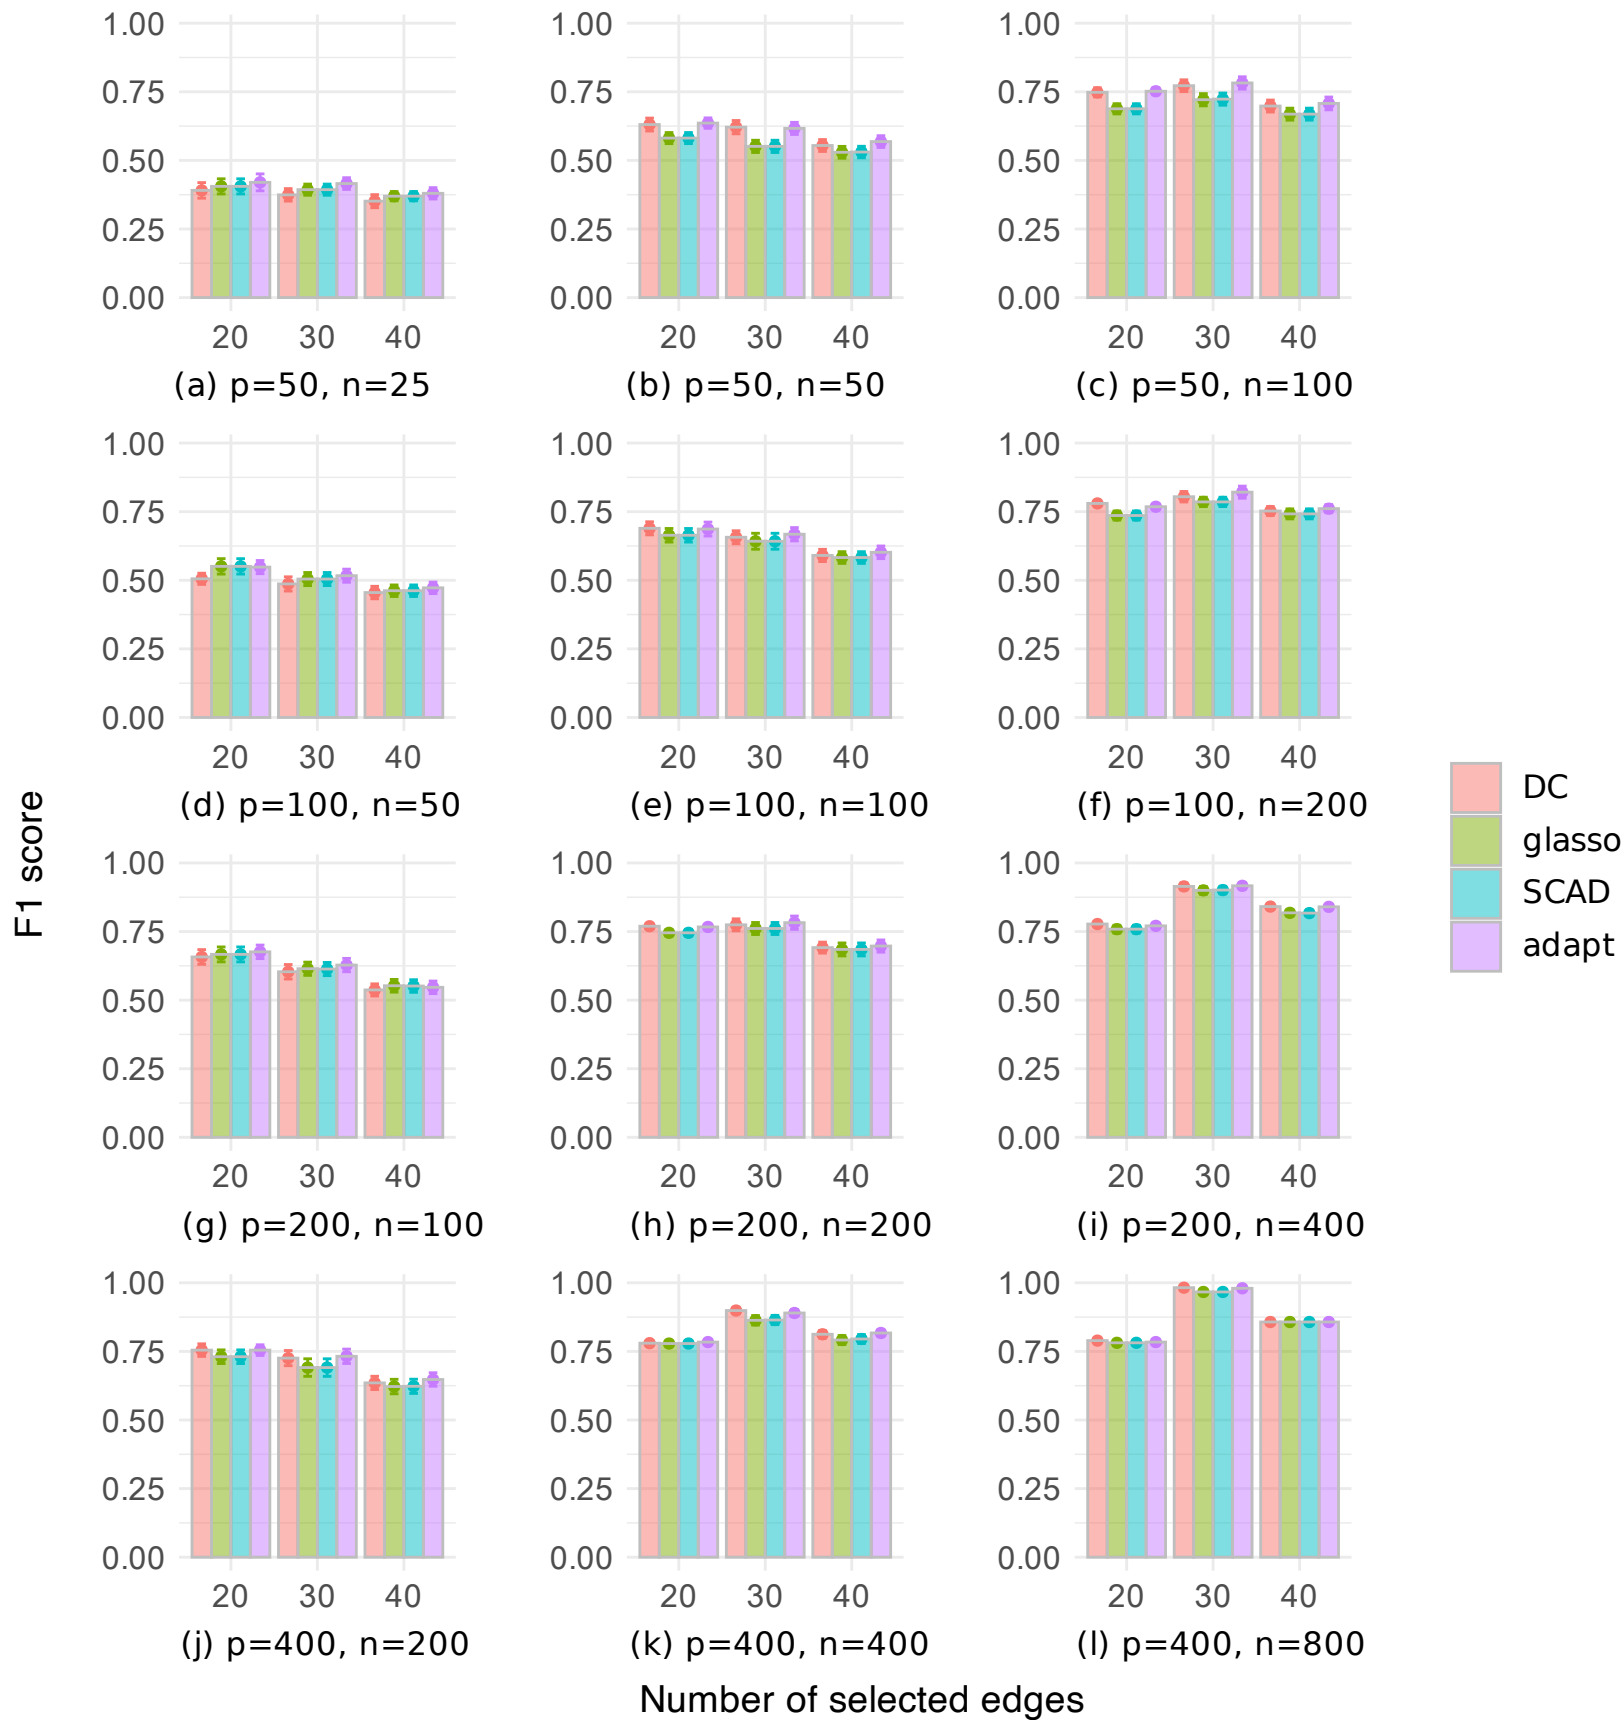 1.00 1.00 1.00
0.75 0.75 0.75
0.50 0.50 0.50
0.25 0.25 0.25
0.00 0.00 0.00
20 30 40 20 30 40 20 30 40
(a) p=50, n=25 (b) p=50, n=50 (c) p=50, n=100
1.00 1.00 1.00
0.75 0.75 0.75
0.50 0.50 0.50
0.25 0.25 0.25
0.00 0.00 0.00
20 30 40 20 30 40 20 30 40
(d) p=100, n=50 (e) p=100, n=100 (f) p=100, n=200
1.00 1.00 1.00
0.75 0.75 0.75
0.50 0.50 0.50
0.25 0.25 0.25
0.00 0.00 0.00
20 30 40 20 30 40 20 30 40
(g) p=200, n=100 (h) p=200, n=200 (i) p=200, n=400
1.00 1.00 1.00
0.75 0.75 0.75
0.50 0.50 0.50
0.25 0.25 0.25
0.00 0.00 0.00
20 30 40 20 30 40 20 30 40
(j) p=400, n=200 (k) p=400, n=400 (l) p=400, n=800
Number of selected edges
F1 score
DC
glasso
SCAD
adapt